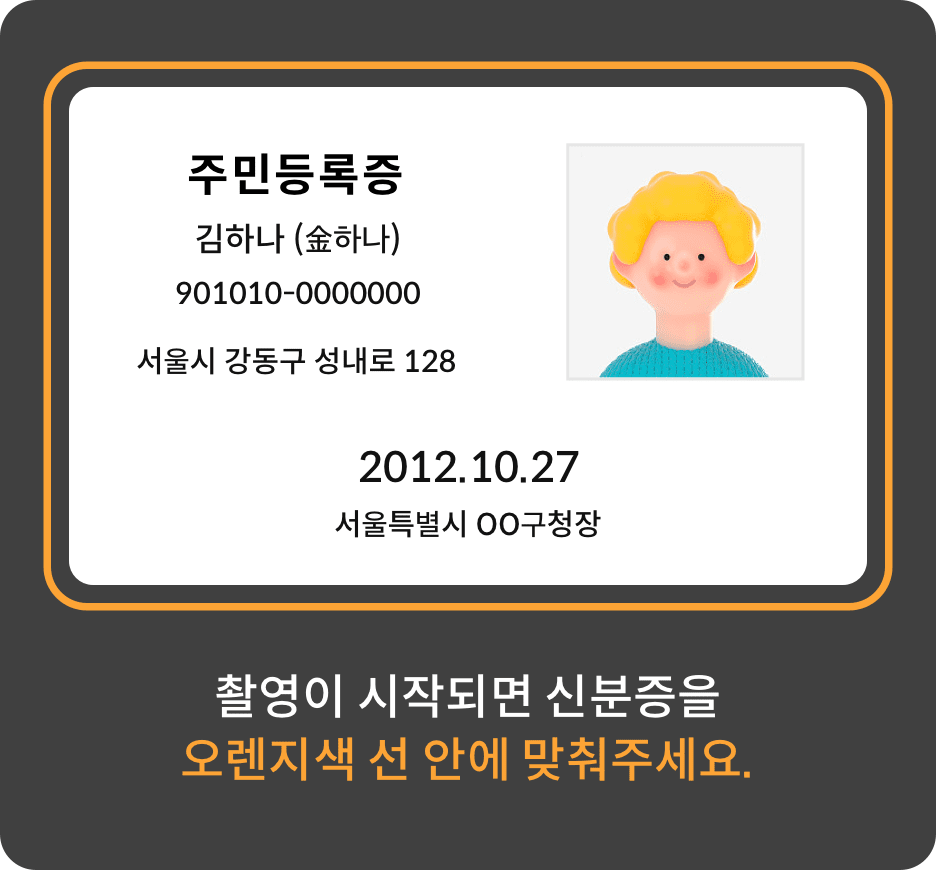 주민등록증
김하나 (金하나)
901010-0000000
서울시 강동구 성내로 128
2012.10.27
서울특별시 OO구청장
촬영이 시작되면 신분증을
오렌지색 선 안에 맞춰주세요.